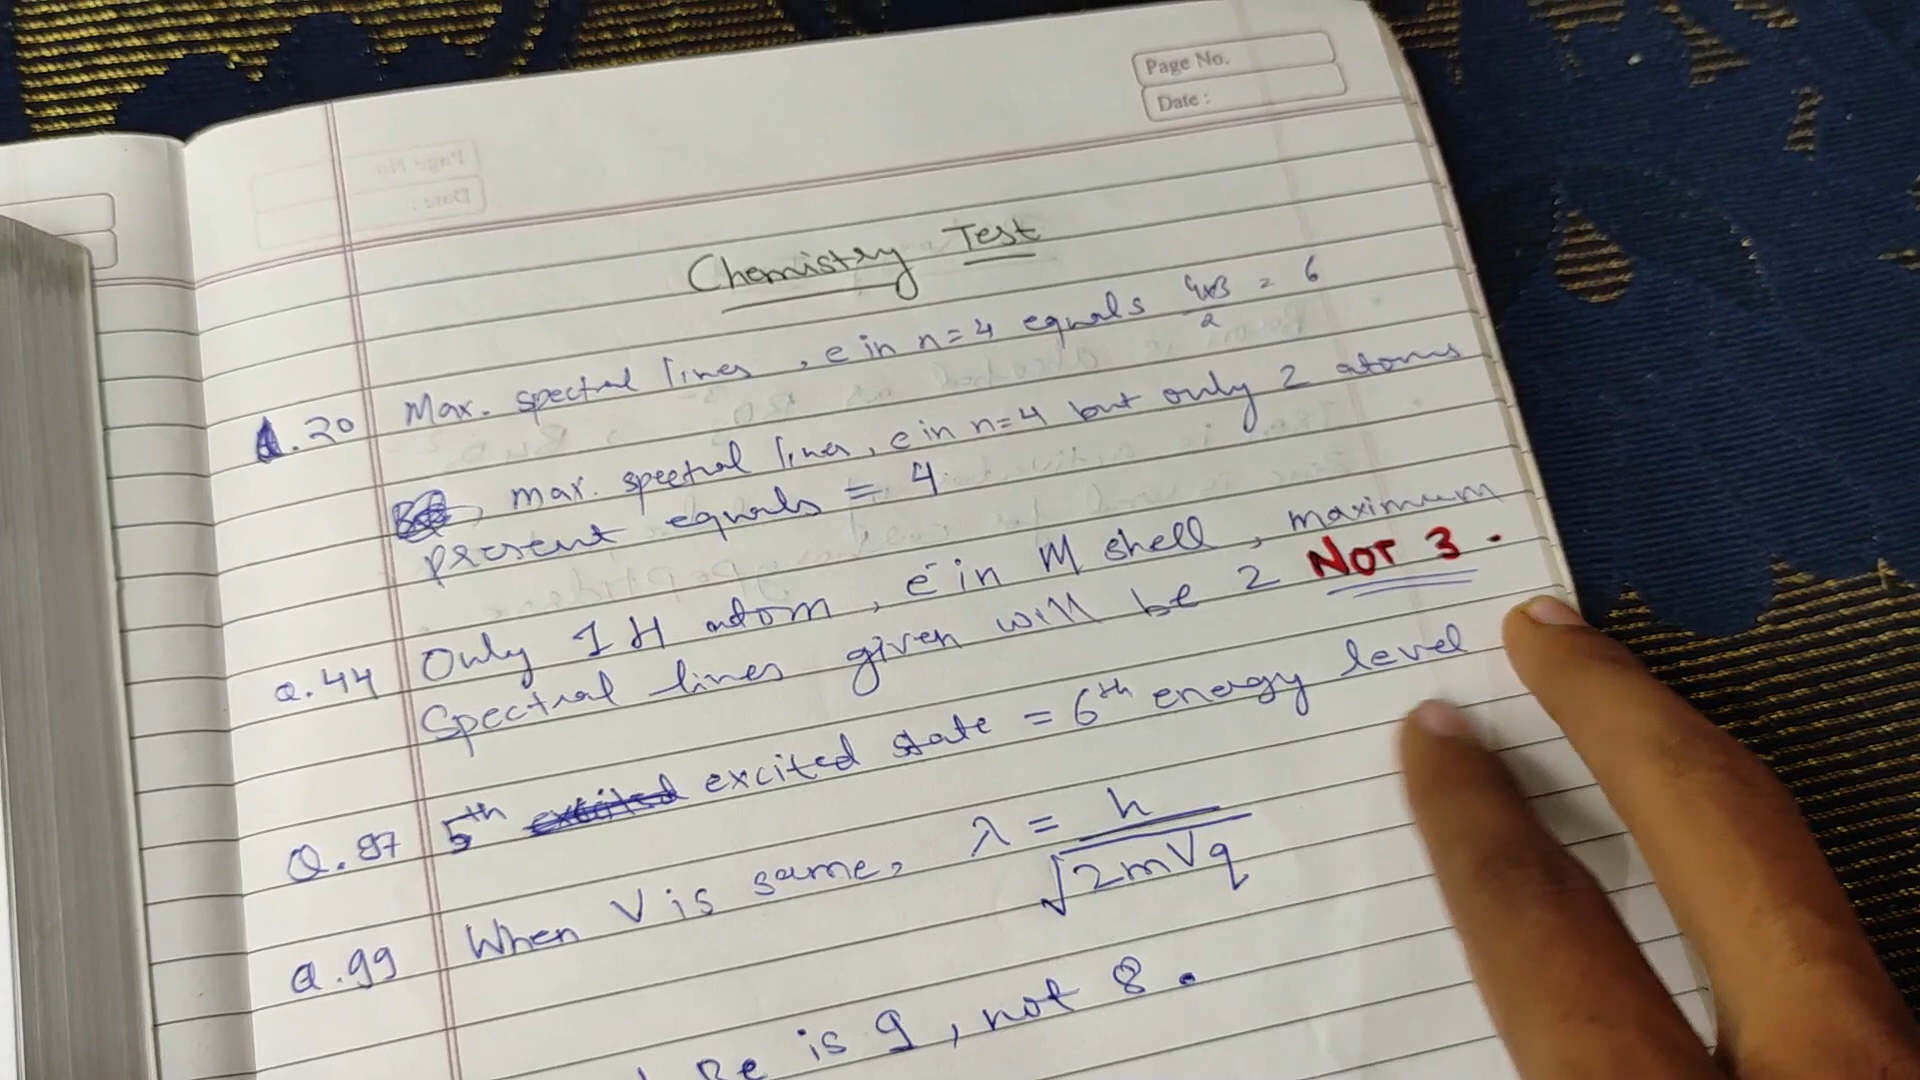 Page No.
Date :
Chemistry Test
Q.20 Max. spectral lines, e in n=4 equals 4x3/2 = 6
, max. spectral lines, e in n=4 but only 2 atoms
present equals = 4
Q.44 Only 1 H atom, e⁻ in M shell, maximum
Spectral lines given will be 2 NOT 3.
Q.87 5th excited state = 6th energy level
Q.99 When V is same, λ = h/√2mVq
Be is 9, not 8.